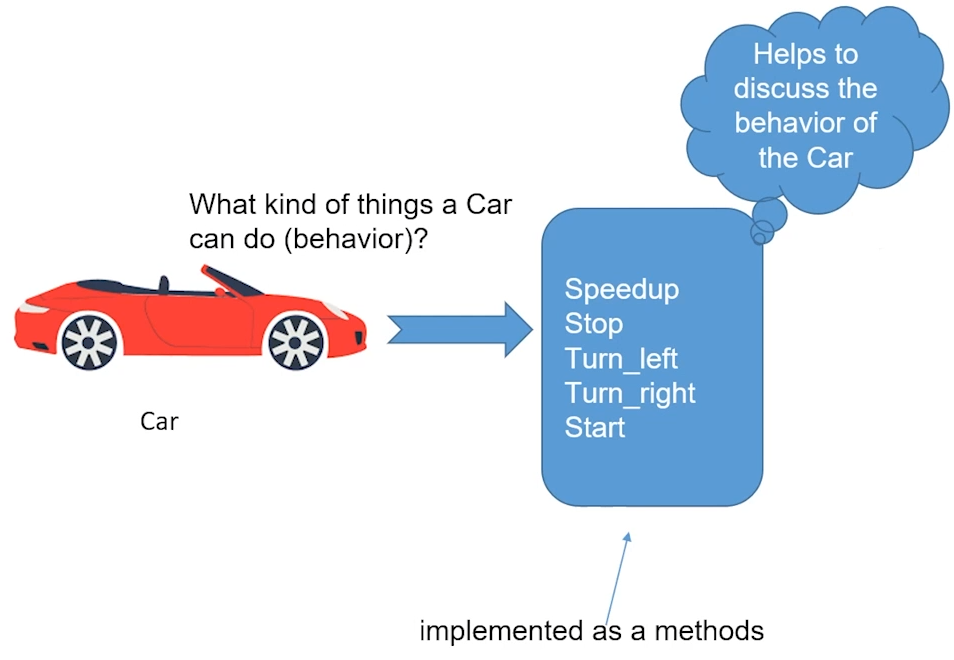 Helps to
discuss the
behavior of
the Car
What kind of things a Car
can do (behavior)?
Speedup
Stop
Turn_left
Turn_right
Start
Car
implemented as a methods